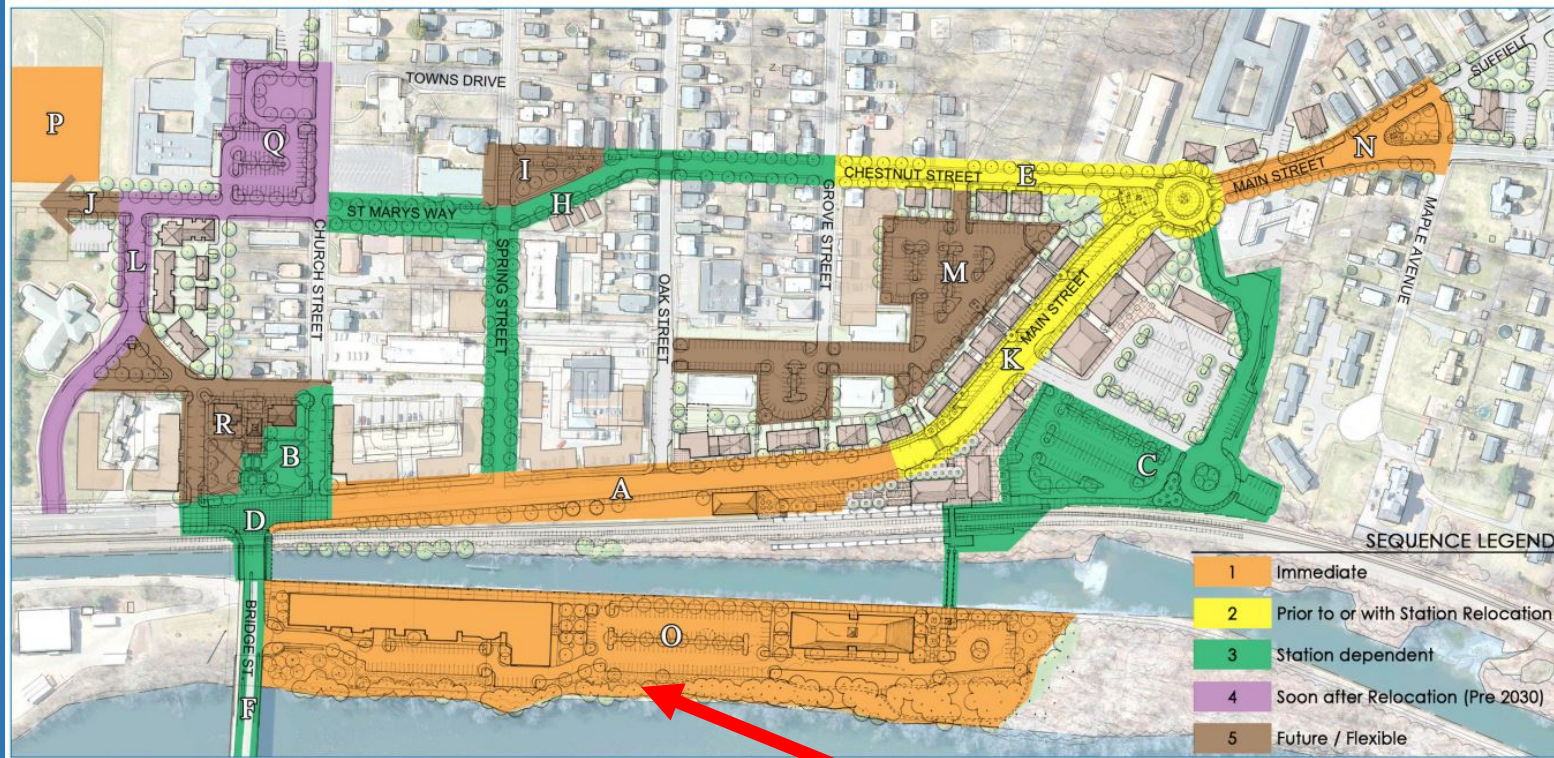 SUFFIELD
TOWNS DRIVE
P
Q
N
I
CHESTNUT STREET
E
MAIN STREET
J
ST MARYS WAY
H
GROVE STREET
CHURCH STREET
SPRING STREET
MAPLE AVENUE
L
M
OAK STREET
MAIN STREET
K
R
B
C
A
D
SEQUENCE LEGEND
1 Immediate
2 Prior to or with Station Relocation
3 Station dependent
4 Soon after Relocation (Pre 2030)
5 Future / Flexible
BRIDGE ST.
O
F